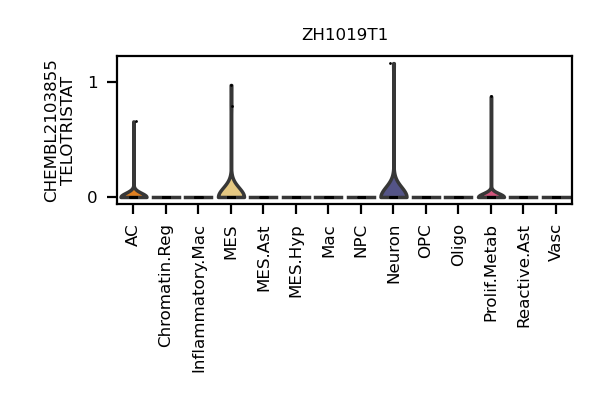 ZH1019T1
CHEMBL2103855
TELOTRISTAT
1
0
AC
Chromatin.Reg
Inflammatory.Mac
MES
MES.Ast
MES.Hyp
Mac
NPC
Neuron
OPC
Oligo
Prolif.Metab
Reactive.Ast
Vasc